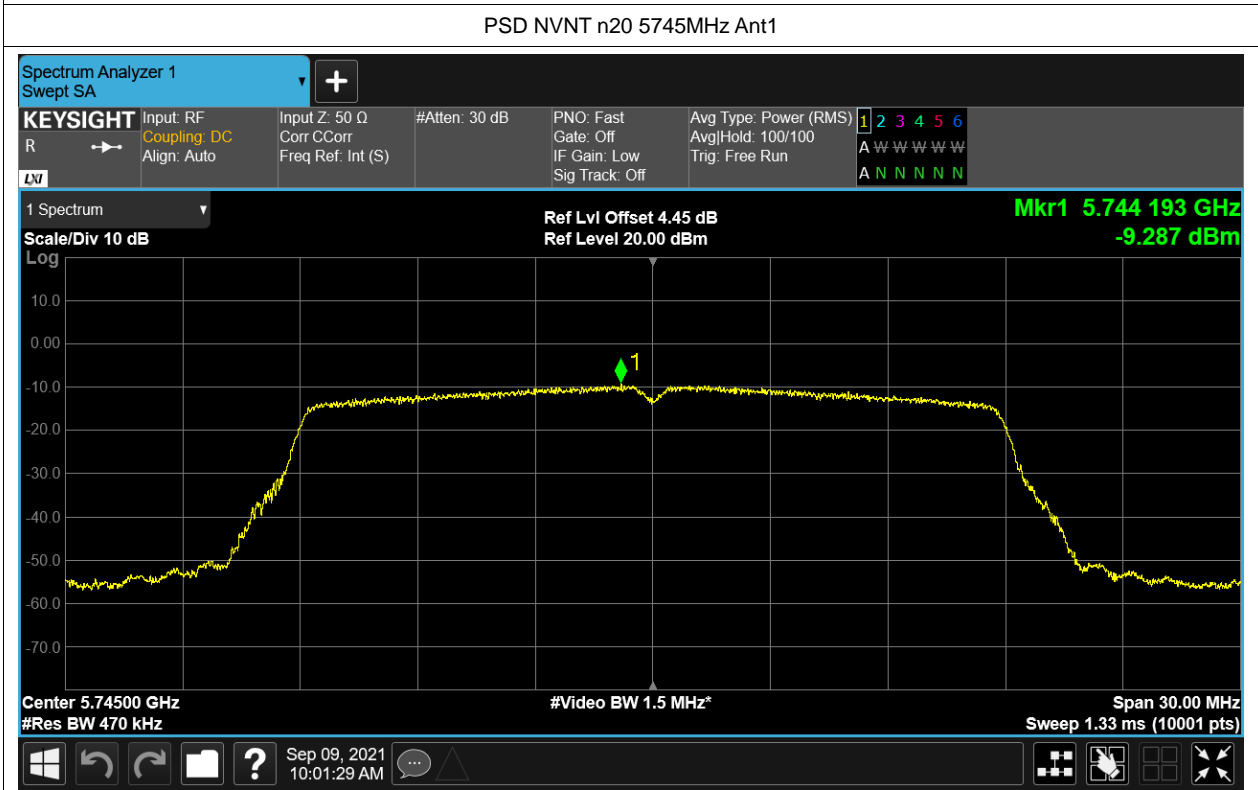 PSD NVNT n20 5745MHz Ant1
Spectrum Analyzer 1
Swept SA
KEYSIGHT
R
LXI
Input: RF
Coupling: DC
Align: Auto
Input Z: 50 Ω
Corr CCorr
Freq Ref: Int (S)
#Atten: 30 dB
PNO: Fast
Gate: Off
IF Gain: Low
Sig Track: Off
Avg Type: Power (RMS)
Avg|Hold: 100/100
Trig: Free Run
1 2 3 4 5 6
A W W W W W
A N N N N N
1 Spectrum
Scale/Div 10 dB
Ref Lvl Offset 4.45 dB
Ref Level 20.00 dBm
Mkr1 5.744 193 GHz
-9.287 dBm
Log
10.0
0.00
-10.0
-20.0
-30.0
-40.0
-50.0
-60.0
-70.0
1
Center 5.74500 GHz
#Res BW 470 kHz
#Video BW 1.5 MHz*
Span 30.00 MHz
Sweep 1.33 ms (10001 pts)
?
Sep 09, 2021
10:01:29 AM